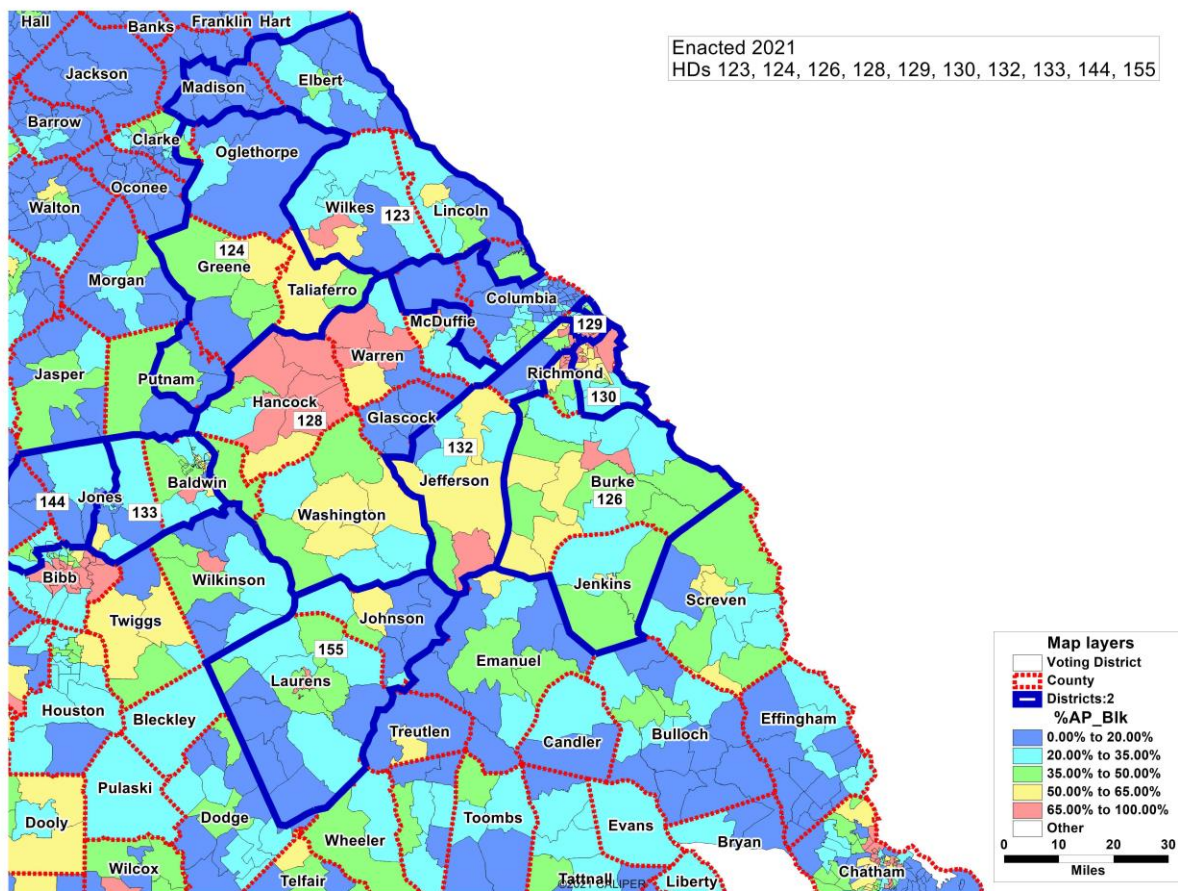 Enacted 2021
HDs 123, 124, 126, 128, 129, 130, 132, 133, 144, 155
Hall
Banks
Franklin
Hart
Jackson
Madison
Elbert
Barrow
Clarke
Oglethorpe
Oconee
Walton
Wilkes
123
Lincoln
124
Greene
Morgan
Taliaferro
Columbia
McDuffie
129
Warren
Richmond
Jasper
Putnam
130
Hancock
128
Glascock
132
Jefferson
Baldwin
Burke
126
144
Jones
133
Washington
Bibb
Wilkinson
Jenkins
Screven
Twiggs
Johnson
155
Laurens
Emanuel
Houston
Bleckley
Treutlen
Candler
Bulloch
Effingham
Pulaski
Dooly
Dodge
Wheeler
Toombs
Evans
Bryan
Wilcox
Telfair
Tattnall
Liberty
Chatham
©2021 CALIPER
Map layers
Voting District
County
Districts:2
%AP_Blk
0.00% to 20.00%
20.00% to 35.00%
35.00% to 50.00%
50.00% to 65.00%
65.00% to 100.00%
Other
0 10 20 30
Miles